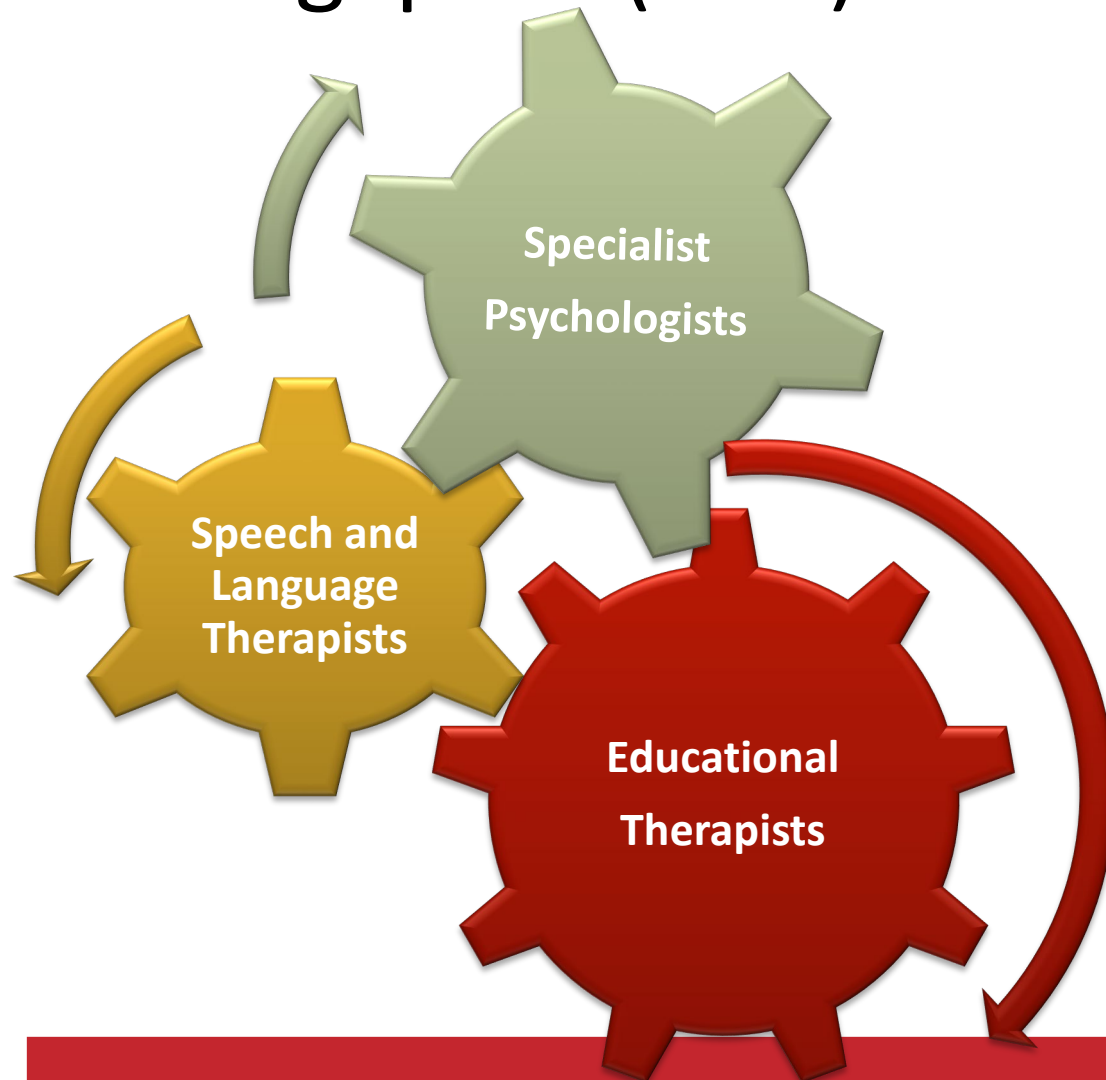 Specialist
Psychologists
Speech and
Language
Therapists
Educational
Therapists